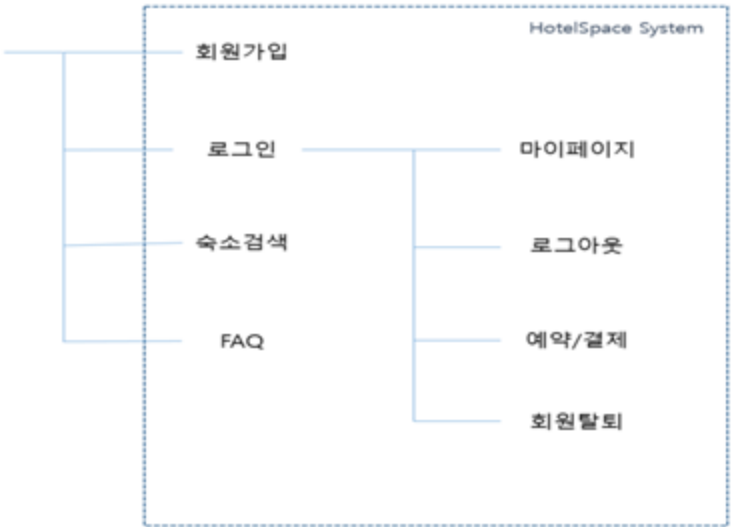 HotelSpace System
회원가입
로그인
마이페이지
숙소검색
로그아웃
FAQ
예약/결제
회원탈퇴